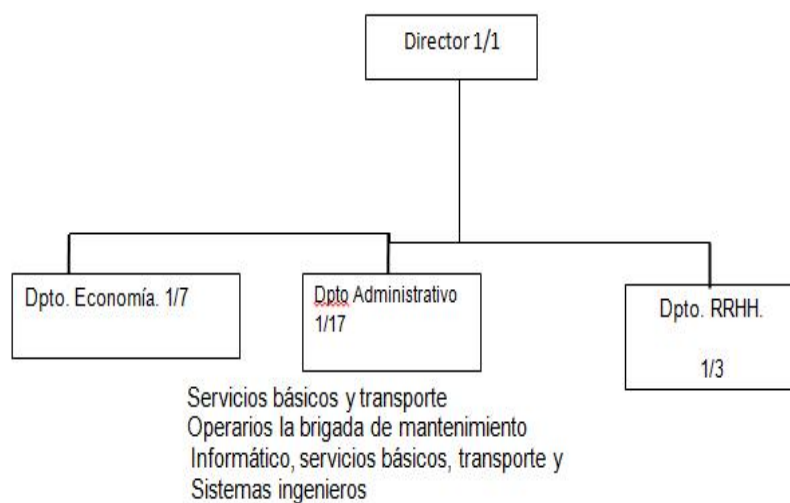 Director 1/1
Dpto. Economía. 1/7
Dpto Administrativo
1/17
Dpto. RRHH.
1/3
Servicios básicos y transporte
Operarios la brigada de mantenimiento
Informático, servicios básicos, transporte y
Sistemas ingenieros